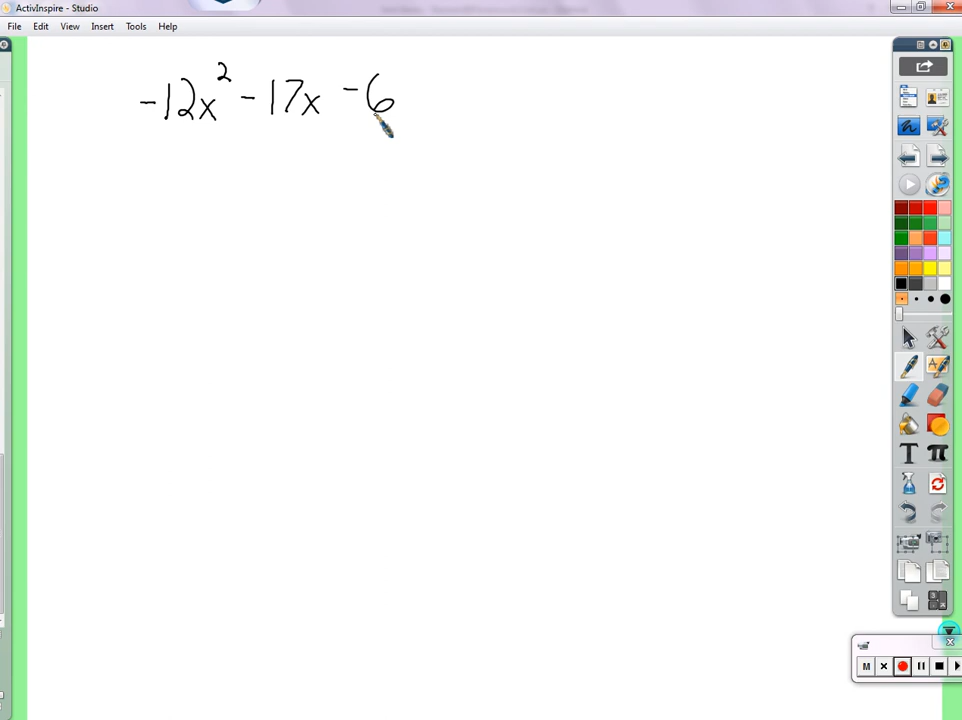 ActivInspire - Studio
File Edit View Insert Tools Help
-12x² - 17x - 6
M